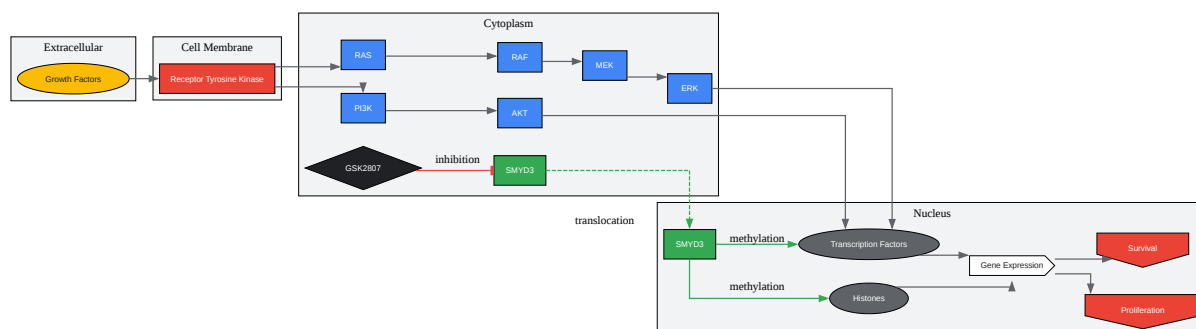 Cytoplasm
Extracellular
Cell Membrane
Growth Factors
Receptor Tyrosine Kinase
RAS
RAF
MEK
ERK
PI3K
AKT
GSK2807
inhibition
SMYD3
translocation
Nucleus
SMYD3
methylation
Transcription Factors
Survival
Gene Expression
methylation
Histones
Proliferation